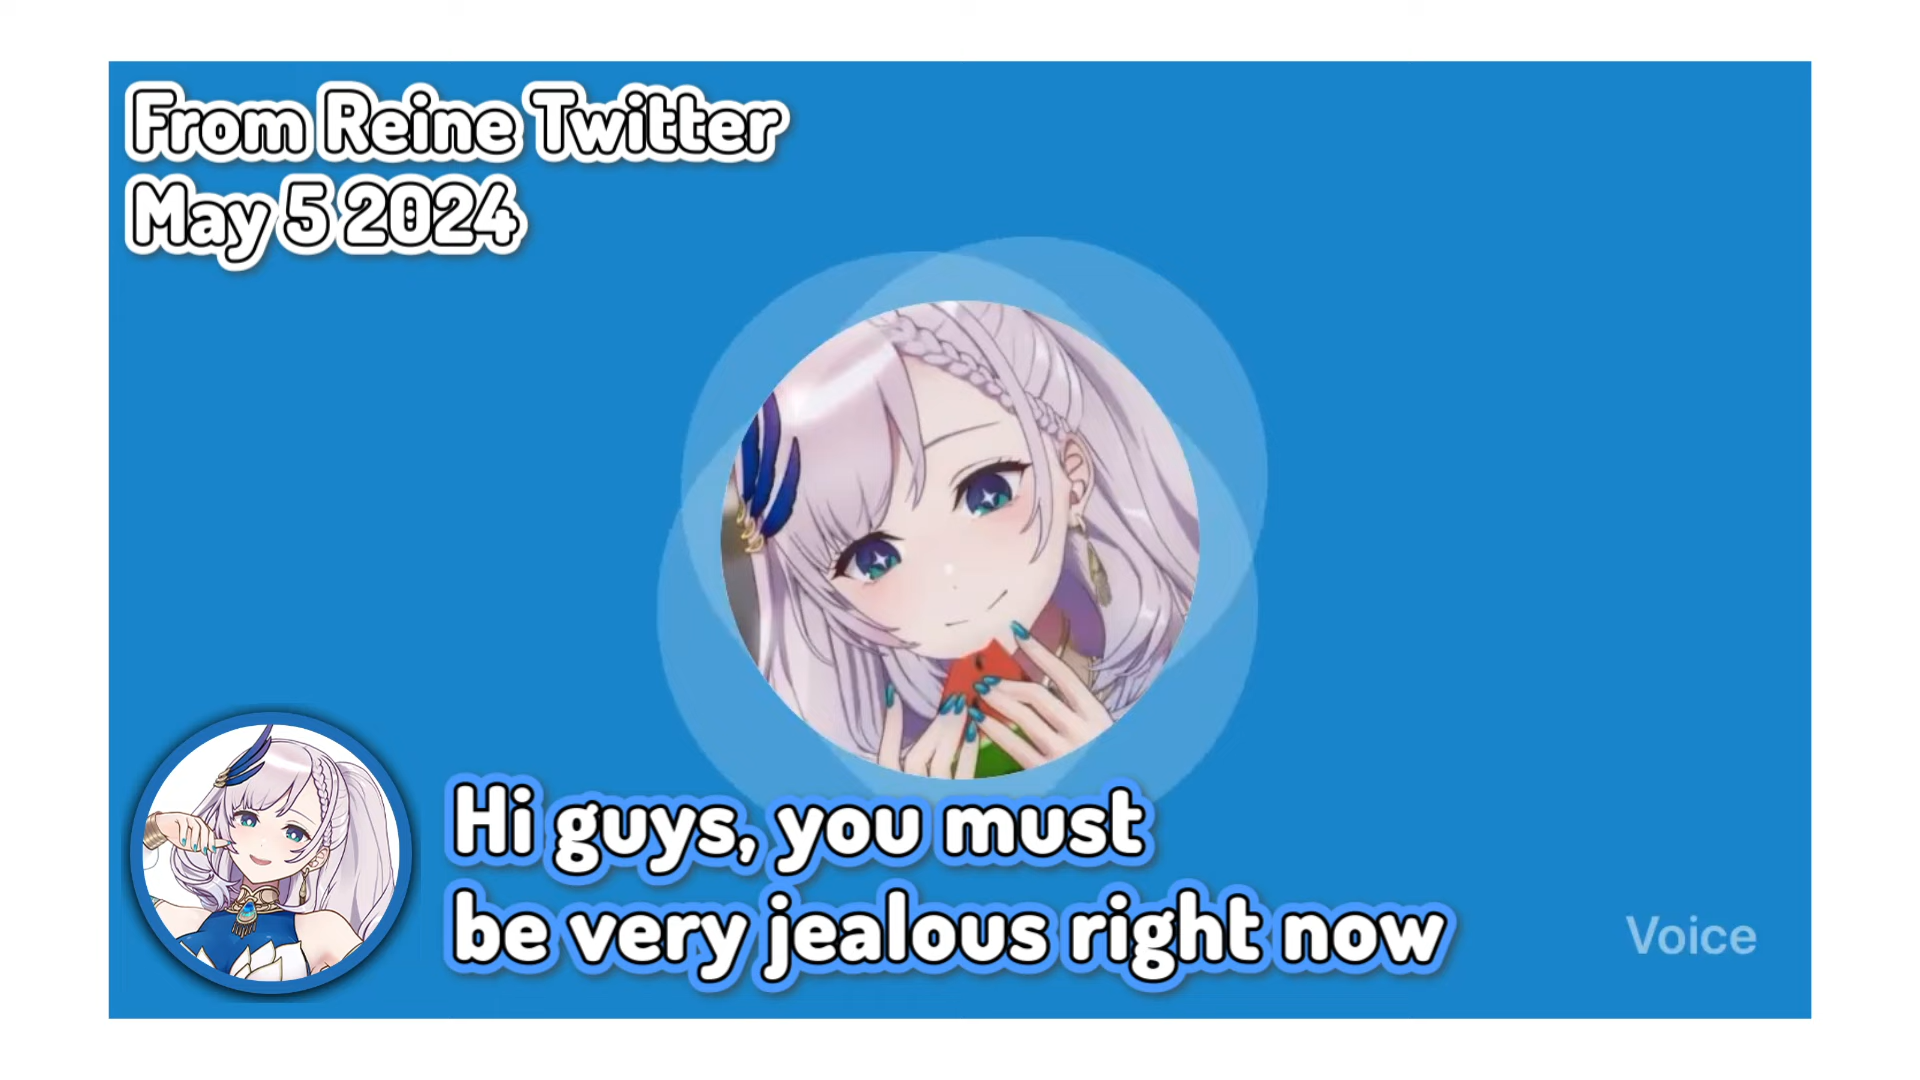 From Reine Twitter
May 5 2024
Hi guys, you must
be very jealous right now
Voice